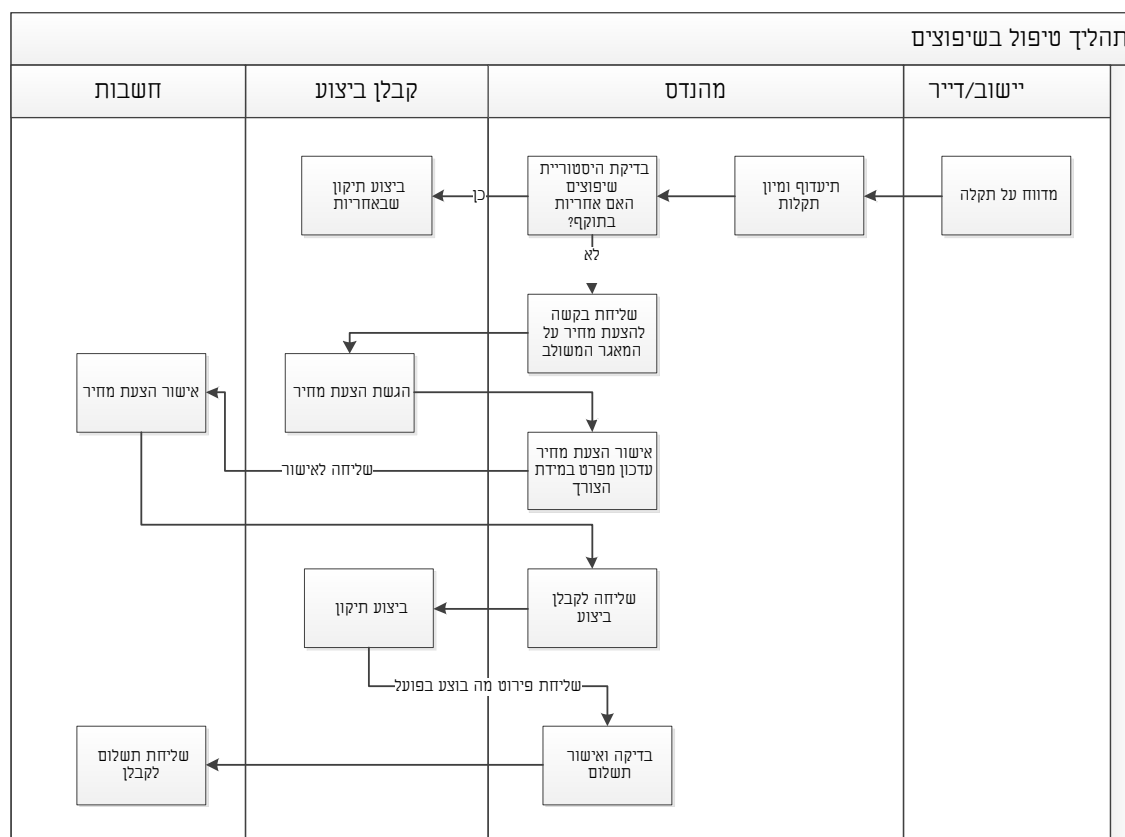 תהליך טיפול בשיפוצים
יישוב/דייר
מהנדס
קבלן ביצוע
חשבות
מדווח על תקלה
תיעדוף ומיון
תקלות
בדיקת היסטוריית
שיפוצים
האם אחריות
בתוקף?
כן
ביצוע תיקון
שבאחריות
לא
שליחת בקשה
להצעת מחיר על
המאגר המשולב
הגשת הצעת מחיר
אישור הצעת מחיר
עדכון מפרט במידת
הצורך
שליחה לאישור
אישור הצעת מחיר
שליחה לקבלן
ביצוע
ביצוע תיקון
שליחת פירוט מה בוצע בפועל
בדיקה ואישור
תשלום
שליחת תשלום
לקבלן